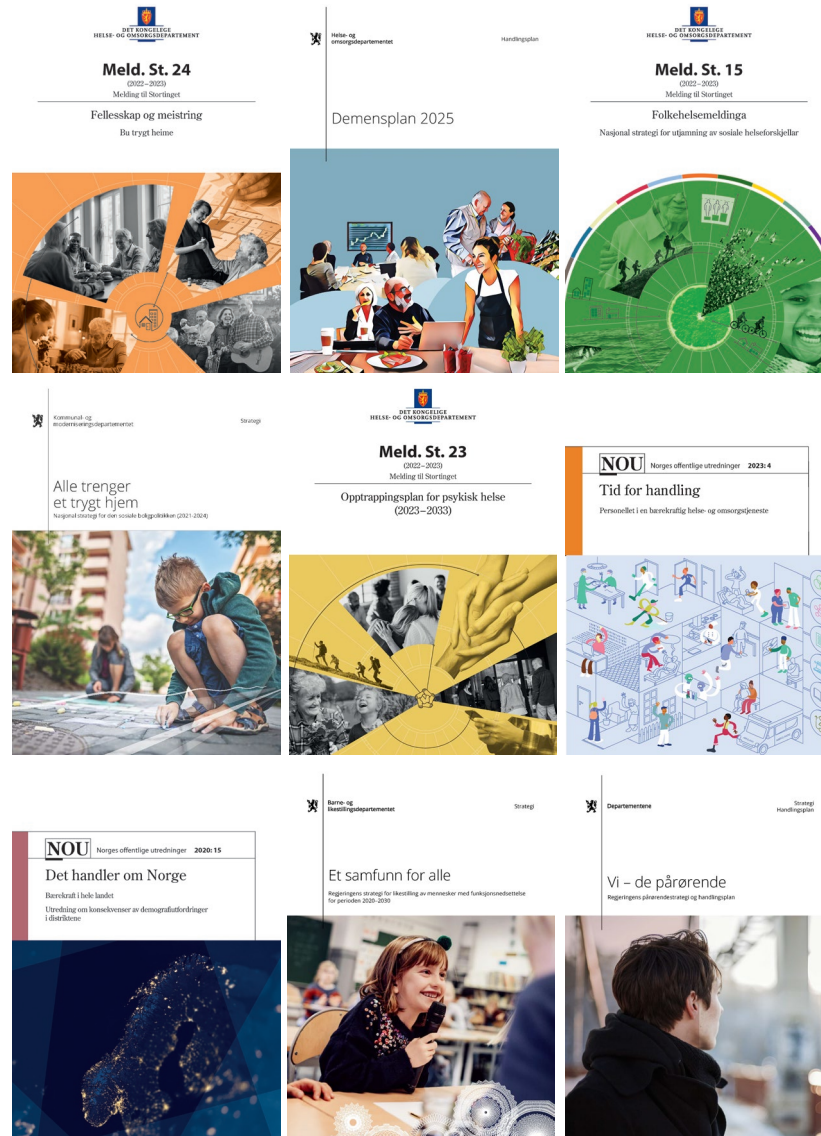 DET KONGELEGE
HELSE- OG OMSORGSDEPARTEMENT
Meld. St. 24
(2022–2023)
Melding til Stortinget
Fellesskap og meistring
Bu trygt heime
Helse- og
omsorgsdepartementet
Handlingsplan
Demensplan 2025
DET KONGELEGE
HELSE- OG OMSORGSDEPARTEMENT
Meld. St. 15
(2022–2023)
Melding til Stortinget
Folkehelsemeldinga
Nasjonal strategi for utjamning av sosiale helseforskjellar
Kommunal- og
moderniseringsdepartementet
Strategi
Alle trenger
et trygt hjem
Nasjonal strategi for den sosiale boligpolitikken (2021-2024)
DET KONGELIGE
HELSE- OG OMSORGSDEPARTEMENT
Meld. St. 23
(2022–2023)
Melding til Stortinget
Opptrappingsplan for psykisk helse
(2023–2033)
NOU Norges offentlige utredninger 2023: 4
Tid for handling
Personellet i en bærekraftig helse- og omsorgstjeneste
NOU Norges offentlige utredninger 2020: 15
Det handler om Norge
Bærekraft i hele landet
Utredning om konsekvenser av demografiutfordringer
i distriktene
Barne- og
likestillingsdepartementet
Strategi
Et samfunn for alle
Regjeringens strategi for likestilling av mennesker med funksjonsnedsettelse
for perioden 2020–2030
Departementene
Strategi
Handlingsplan
Vi – de pårørende
Regjeringens pårørendestrategi og handlingsplan